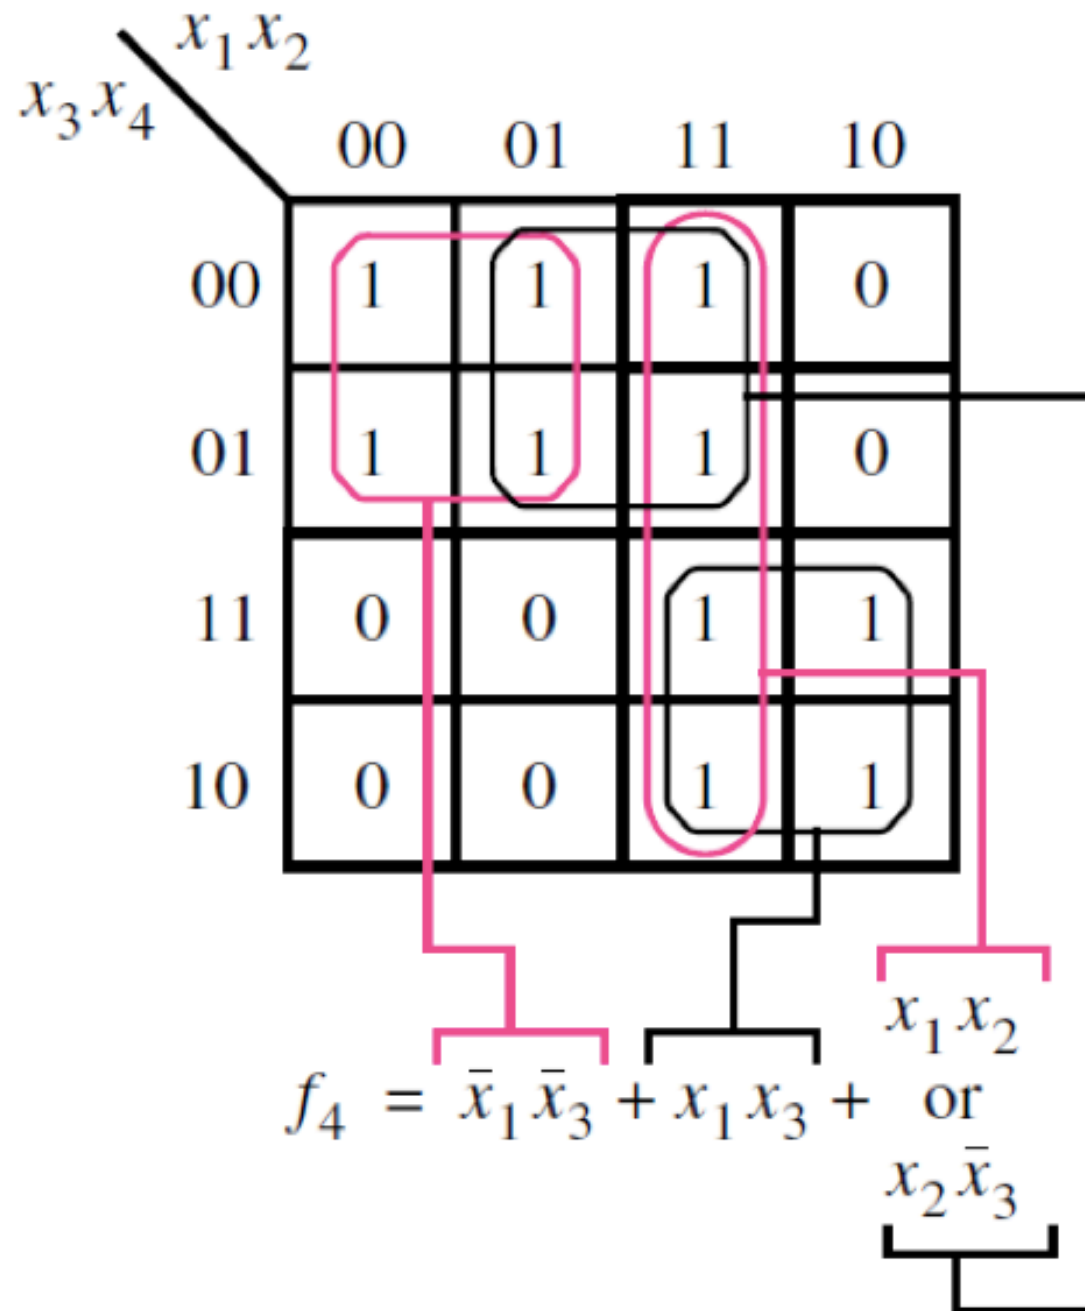 x₁x₂
x₃x₄
00 01 11 10
00 1 1 1 0
01 1 1 1 0
11 0 0 1 1
10 0 0 1 1
x₁x₂
f₄ = x̄₁x̄₃ + x₁x₃ + or
x₂x̄₃